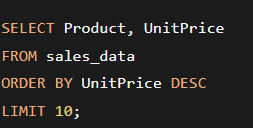 SELECT Product, UnitPrice
FROM sales_data
ORDER BY UnitPrice DESC
LIMIT 10;